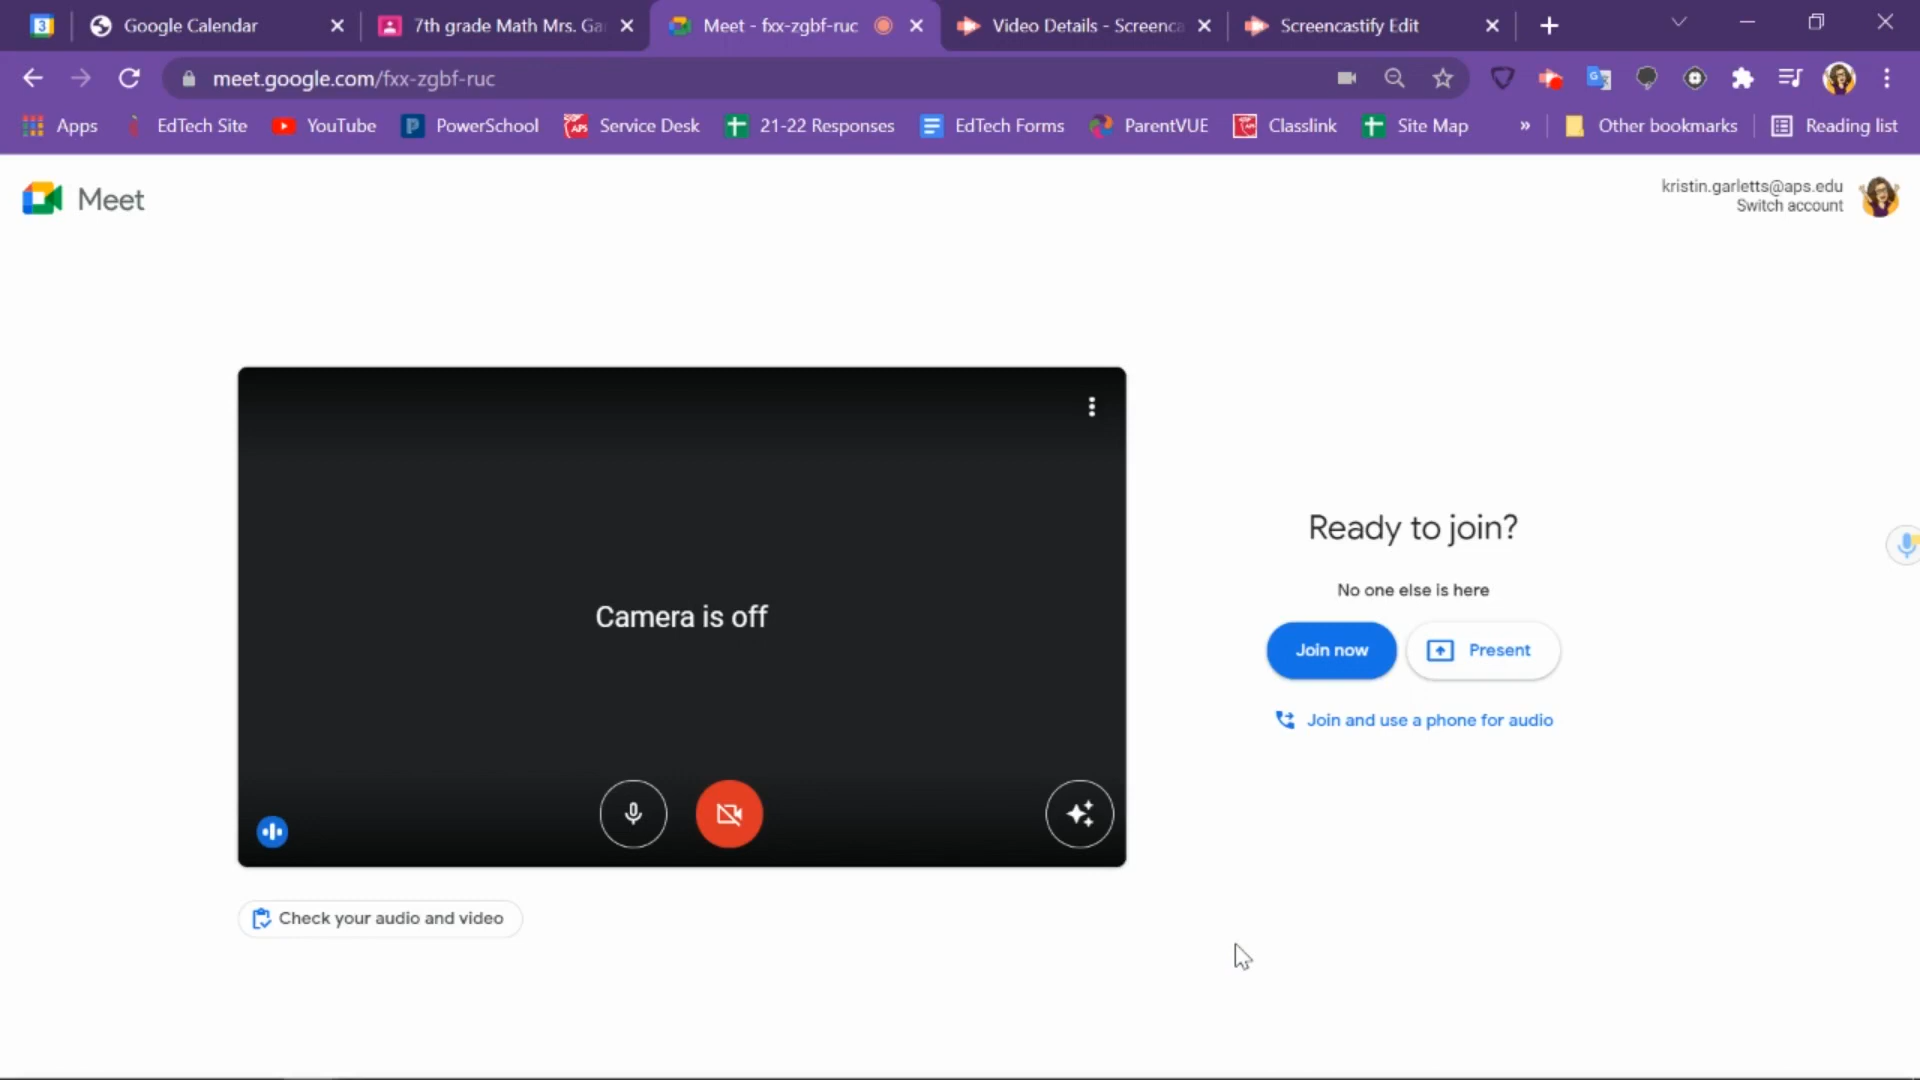 Google Calendar
7th grade Math Mrs. Ga
Meet - fxx-zgbf-ruc
Video Details - Screenca
Screencastify Edit
meet.google.com/fxx-zgbf-ruc
Apps
EdTech Site
YouTube
PowerSchool
Service Desk
21-22 Responses
EdTech Forms
ParentVUE
Classlink
Site Map
»
Other bookmarks
Reading list
Meet
kristin.garletts@aps.edu
Switch account
Camera is off
Ready to join?
No one else is here
Join now
Present
Join and use a phone for audio
Check your audio and video